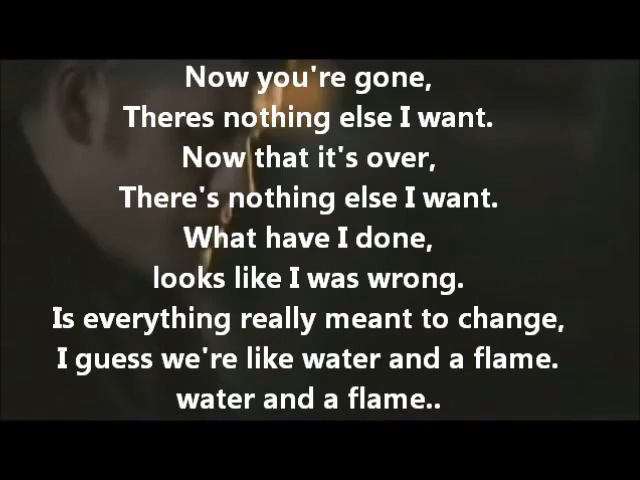 Now you're gone,
Theres nothing else I want.
Now that it's over,
There's nothing else I want.
What have I done,
looks like I was wrong.
Is everything really meant to change,
I guess we're like water and a flame.
water and a flame..